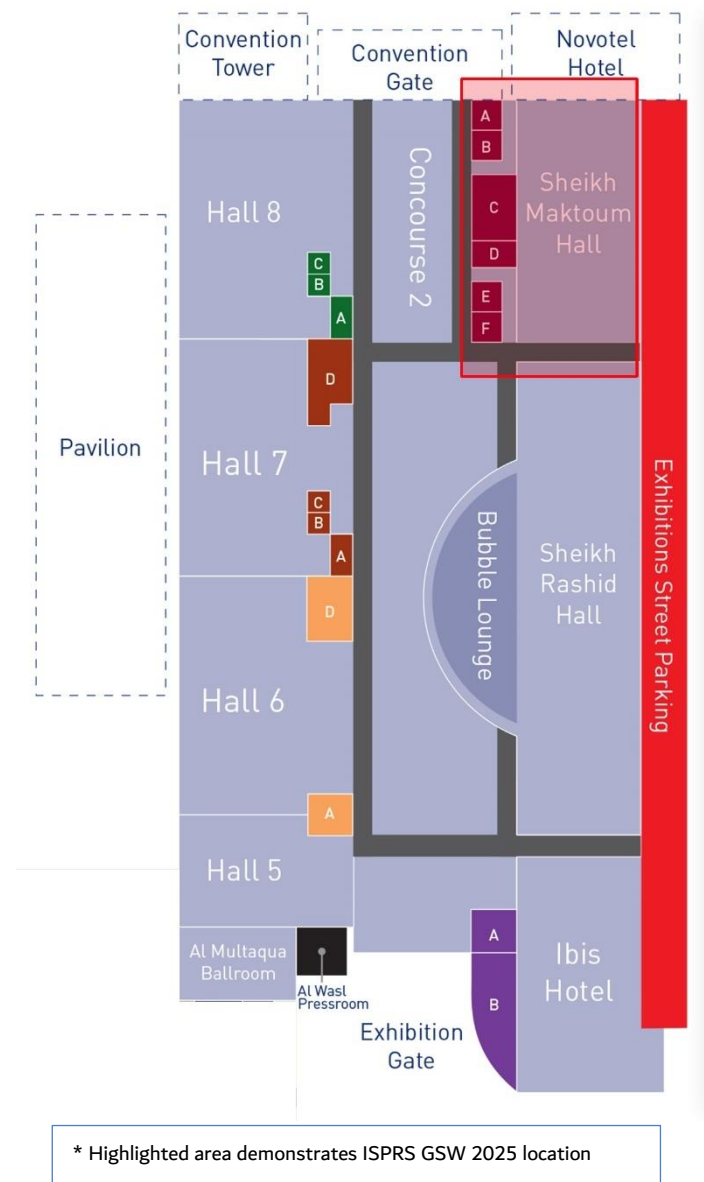 Convention
Tower
Convention
Gate
Novotel
Hotel
Hall 8
Concourse 2
A
B
C
D
E
F
Sheikh
Maktoum
Hall
C
B
A
D
Pavilion
Hall 7
C
B
A
D
Bubble Lounge
Sheikh
Rashid
Hall
Exhibitions Street Parking
Hall 6
A
Hall 5
Al Multaqua
Ballroom
Al Wasl
Pressroom
A
B
Ibis
Hotel
Exhibition
Gate
* Highlighted area demonstrates ISPRS GSW 2025 location